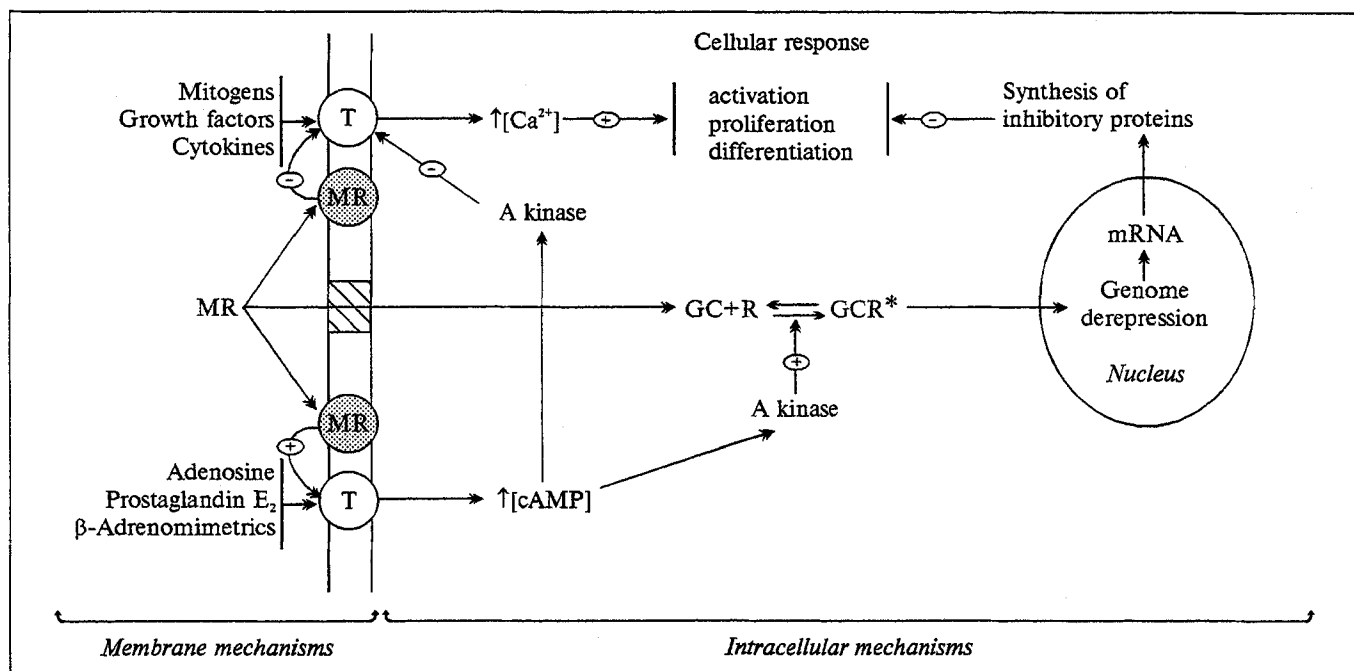 Cellular response
Mitogens
Growth factors
Cytokines
T
↑[Ca²⁺]
+
activation
proliferation
differentiation
-
Synthesis of
inhibitory proteins
-
MR
-
A kinase
mRNA
MR
GC+R
GCR*
Genome
derepression
+
Nucleus
MR
A kinase
+
Adenosine
Prostaglandin E₂
β-Adrenomimetrics
T
↑[cAMP]
Membrane mechanisms
Intracellular mechanisms